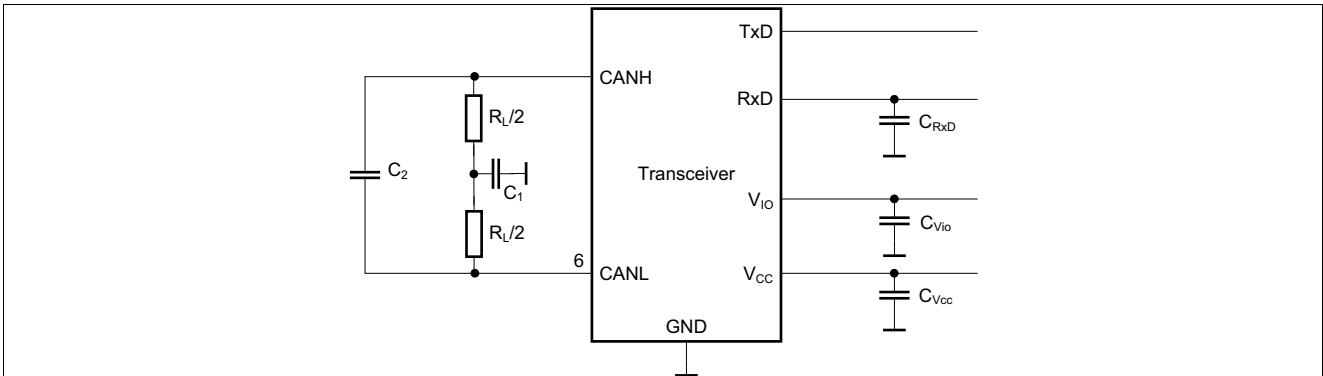 TxD
CANH
RxD
R_L/2
C_RxD
C_2
Transceiver
C_1
V_IO
C_Vio
R_L/2
6
CANL
V_CC
C_Vcc
GND